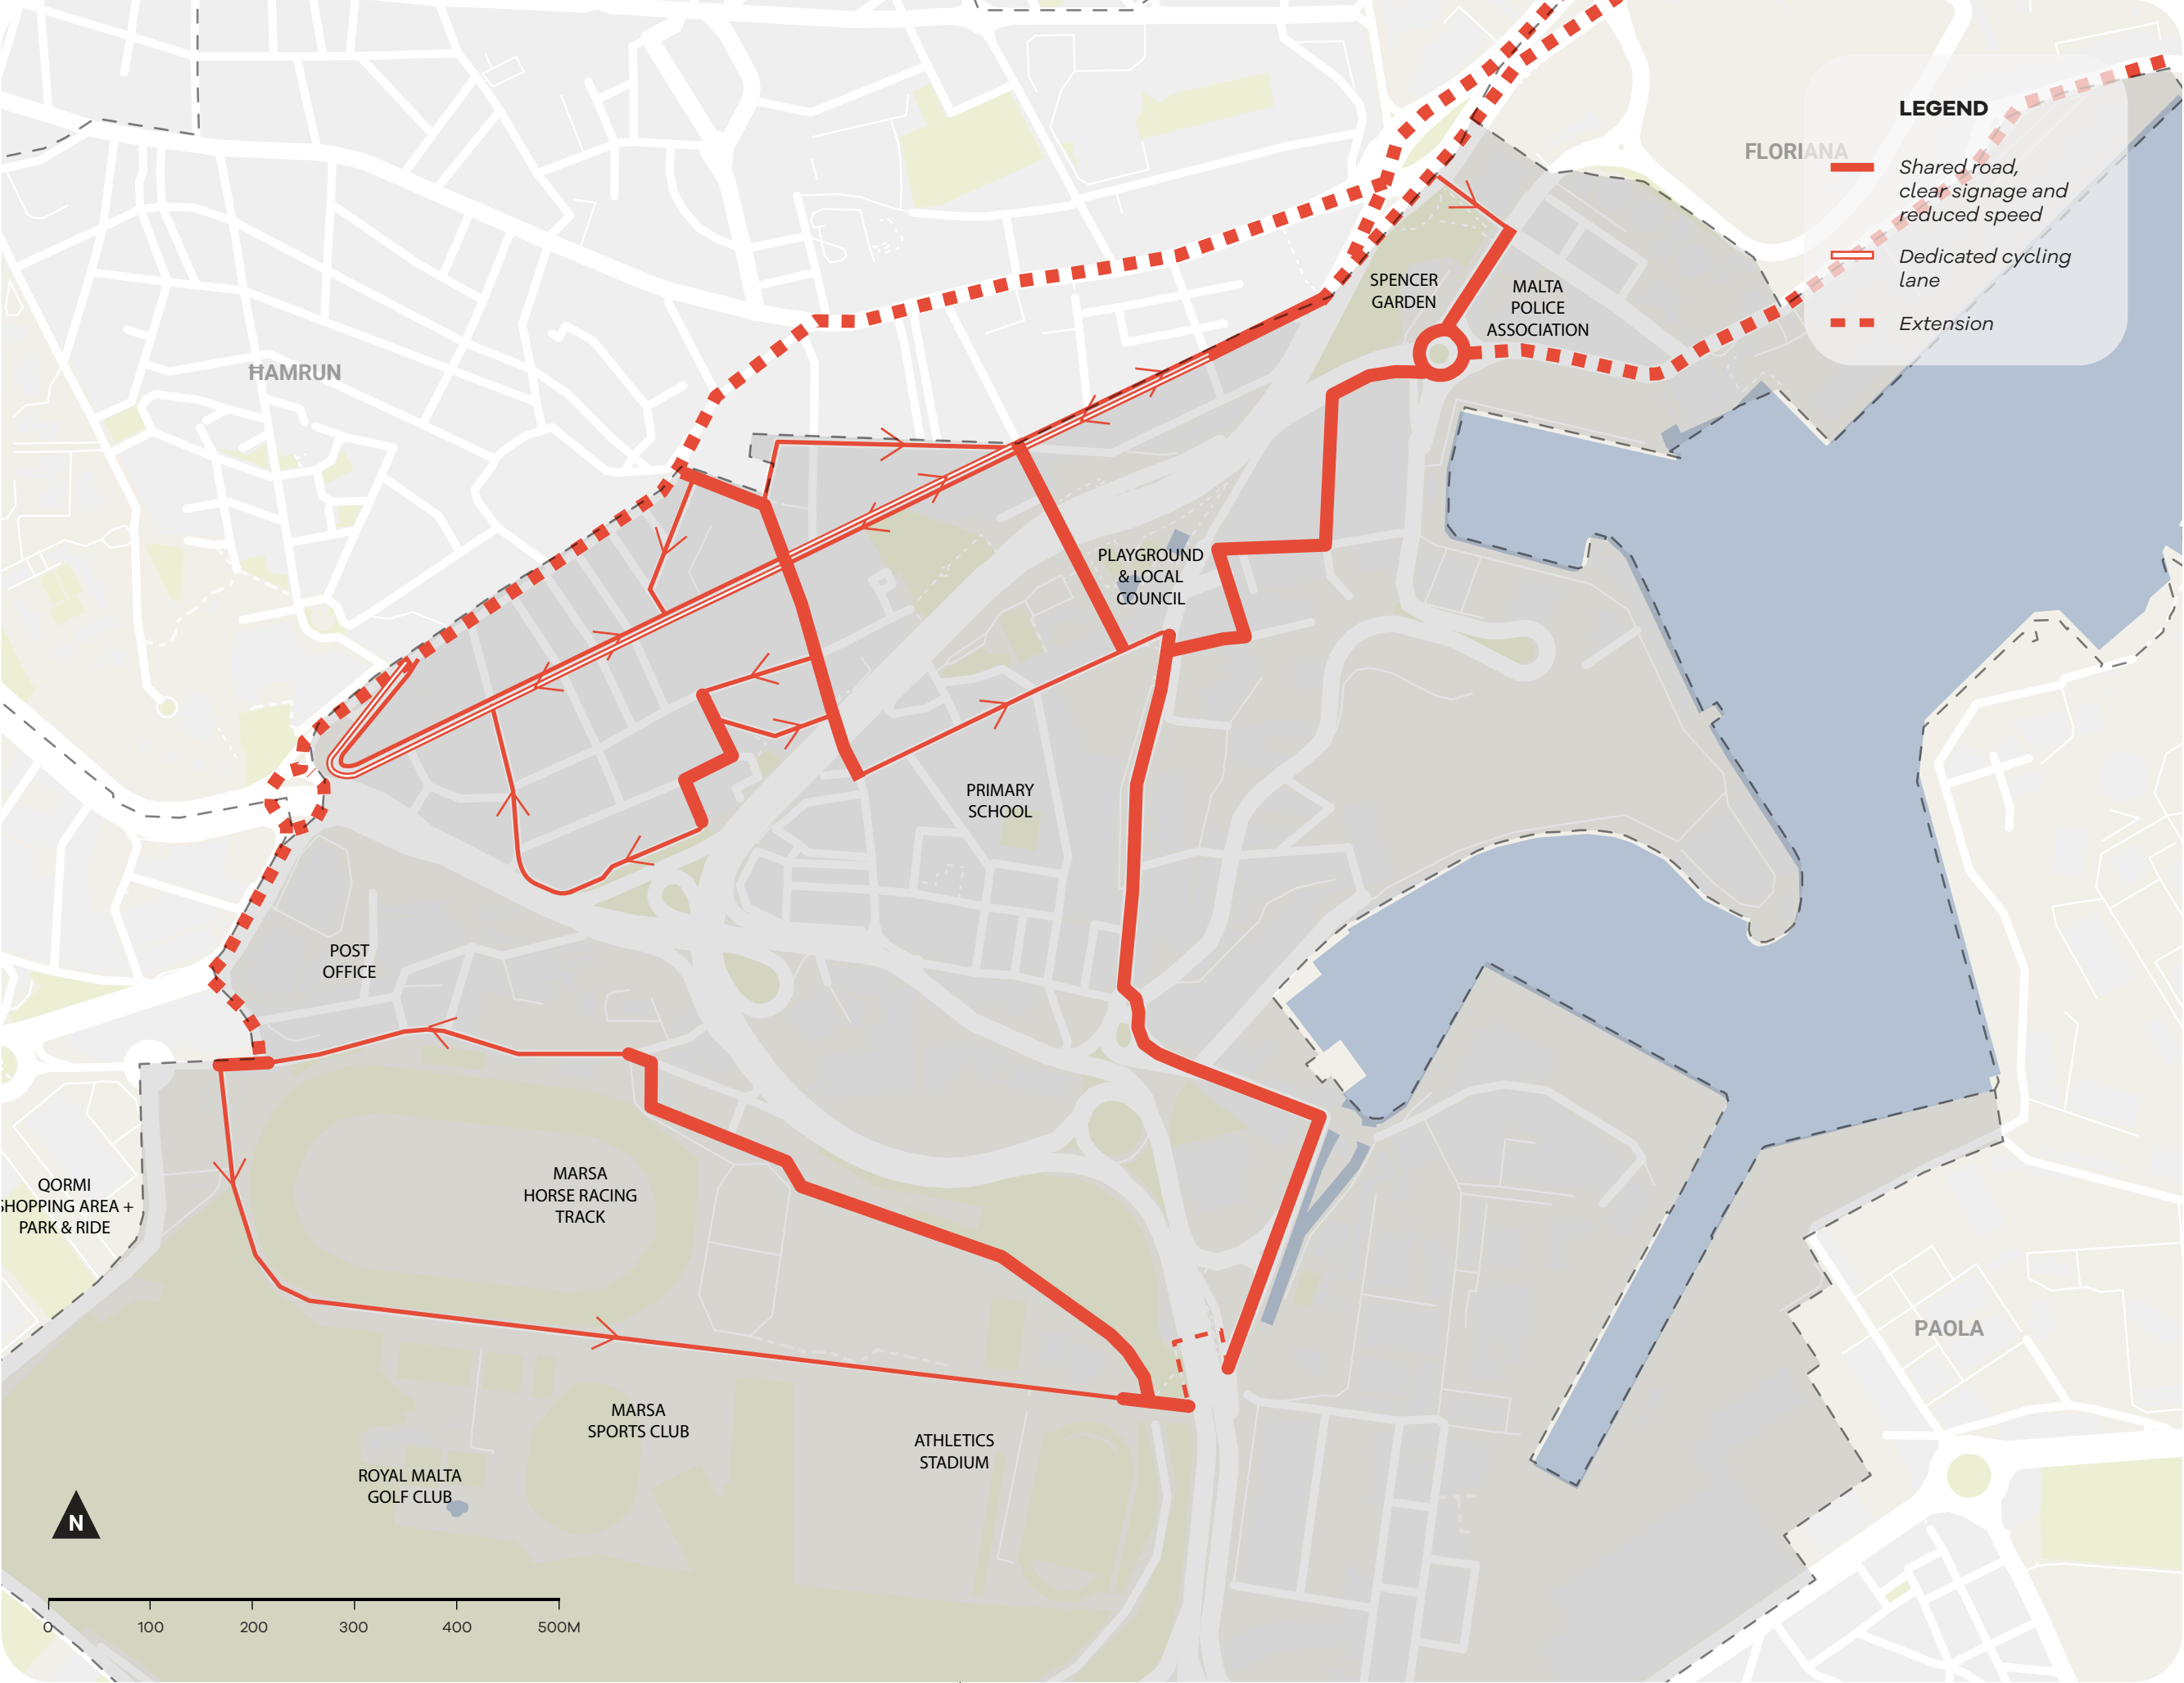 LEGEND
Shared road,
clear signage and
reduced speed
Dedicated cycling
lane
Extension
FLORIANA
SPENCER
GARDEN
MALTA
POLICE
ASSOCIATION
ĦAMRUN
PLAYGROUND
& LOCAL
COUNCIL
PRIMARY
SCHOOL
POST
OFFICE
MARSA
HORSE RACING
TRACK
QORMI
SHOPPING AREA +
PARK & RIDE
PAOLA
MARSA
SPORTS CLUB
ATHLETICS
STADIUM
ROYAL MALTA
GOLF CLUB
N
0 100 200 300 400 500M